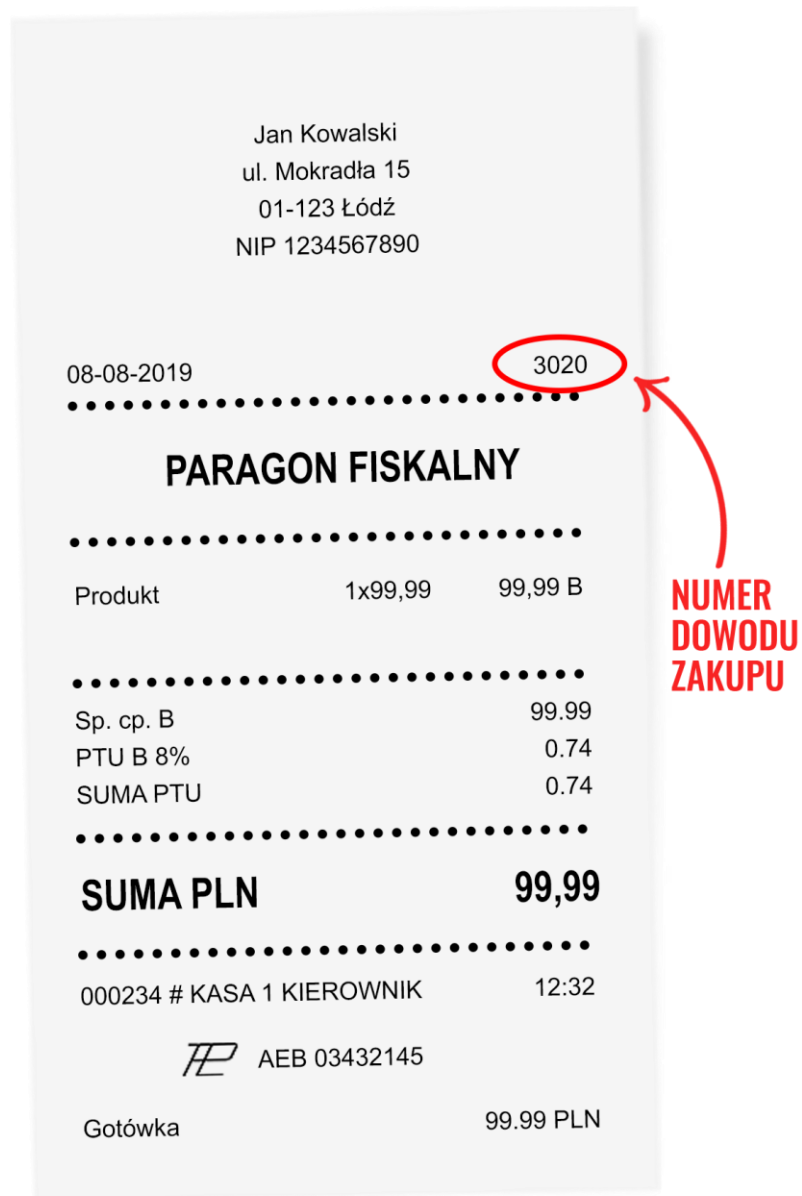 Jan Kowalski
ul. Mokradła 15
01-123 Łódź
NIP 1234567890
08-08-2019 3020
PARAGON FISKALNY
Produkt 1x99,99 99,99 B
NUMER
DOWODU
ZAKUPU
Sp. cp. B 99.99
PTU B 8% 0.74
SUMA PTU 0.74
SUMA PLN 99,99
000234 # KASA 1 KIEROWNIK 12:32
AEB 03432145
Gotówka 99.99 PLN